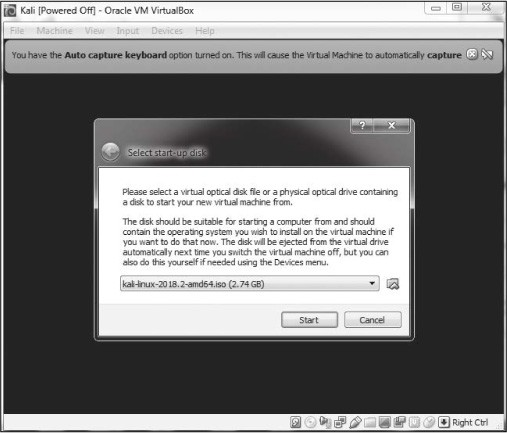 Kali [Powered Off] - Oracle VM VirtualBox
File Machine View Input Devices Help
You have the Auto capture keyboard option turned on. This will cause the Virtual Machine to automatically capture
Select start-up disk
Please select a virtual optical disk file or a physical optical drive containing
a disk to start your new virtual machine from.
The disk should be suitable for starting a computer from and should
contain the operating system you wish to install on the virtual machine if
you want to do that now. The disk will be ejected from the virtual drive
automatically next time you switch the virtual machine off, but you can
also do this yourself if needed using the Devices menu.
kali-linux-2018.2-amd64.iso (2.74 GB)
Start Cancel
Right Ctrl